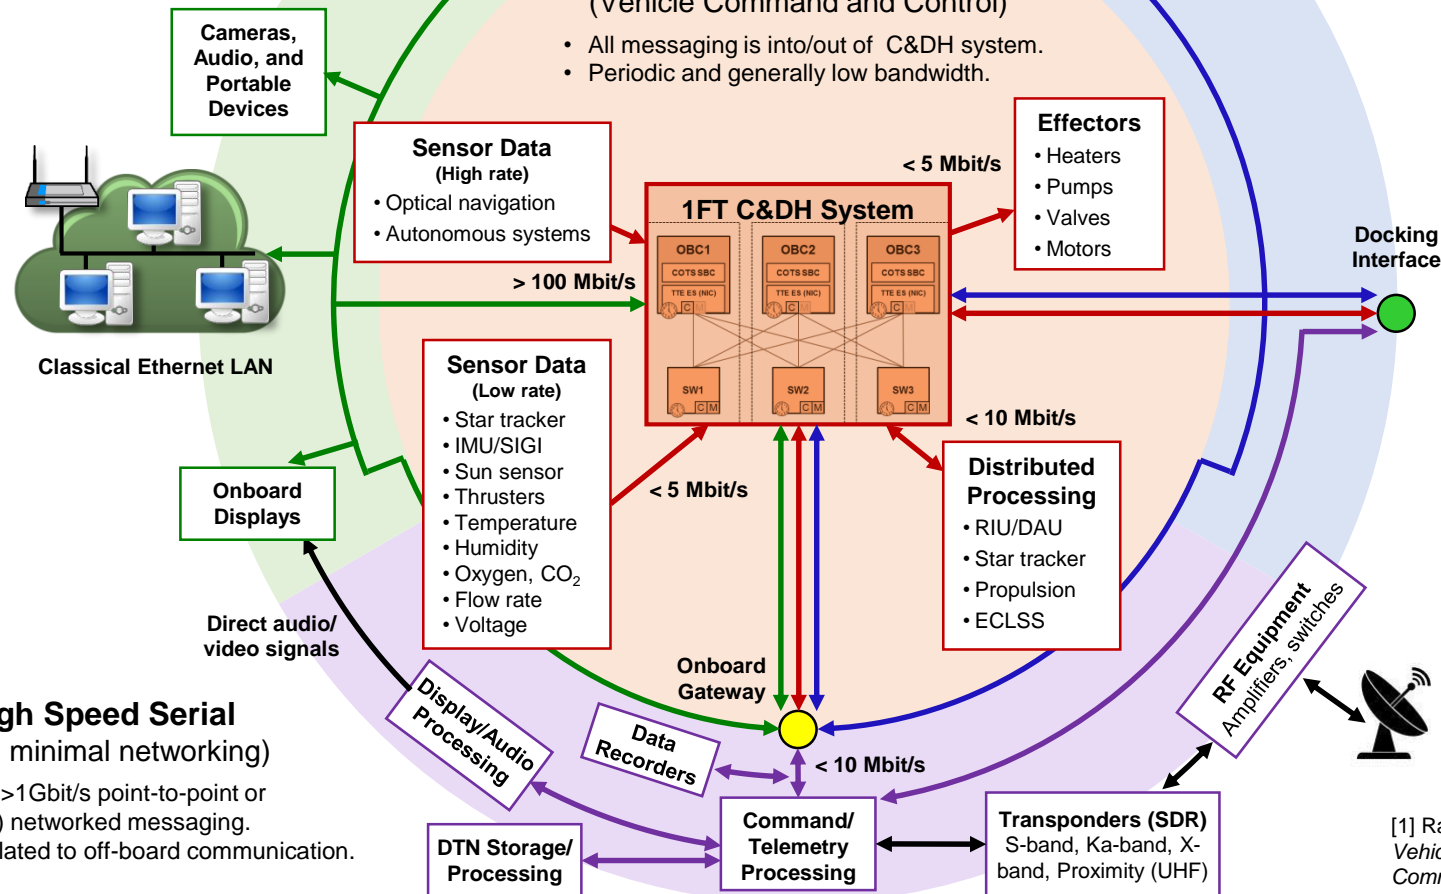 (Vehicle Command and Control)
• All messaging is into/out of C&DH system.
• Periodic and generally low bandwidth.
Cameras,
Audio, and
Portable
Devices
Sensor Data
(High rate)
• Optical navigation
• Autonomous systems
< 5 Mbit/s
Effectors
• Heaters
• Pumps
• Valves
• Motors
1FT C&DH System
OBC1
COTS SBC
TTE ES (NIC)
C M
OBC2
COTS SBC
TTE ES (NIC)
C M
OBC3
COTS SBC
TTE ES (NIC)
C M
SW1
C M
SW2
C M
SW3
C M
Docking
Interface
> 100 Mbit/s
Classical Ethernet LAN
Sensor Data
(Low rate)
• Star tracker
• IMU/SIGI
• Sun sensor
• Thrusters
• Temperature
• Humidity
• Oxygen, CO2
• Flow rate
• Voltage
< 5 Mbit/s
< 10 Mbit/s
Distributed
Processing
• RIU/DAU
• Star tracker
• Propulsion
• ECLSS
Onboard
Displays
Direct audio/
video signals
Onboard
Gateway
RF Equipment
Amplifiers, switches
gh Speed Serial
minimal networking)
>1Gbit/s point-to-point or
) networked messaging.
lated to off-board communication.
Display/Audio
Processing
Data
Recorders
< 10 Mbit/s
DTN Storage/
Processing
Command/
Telemetry
Processing
Transponders (SDR)
S-band, Ka-band, X-
band, Proximity (UHF)
[1] Ra
Vehic
Comm